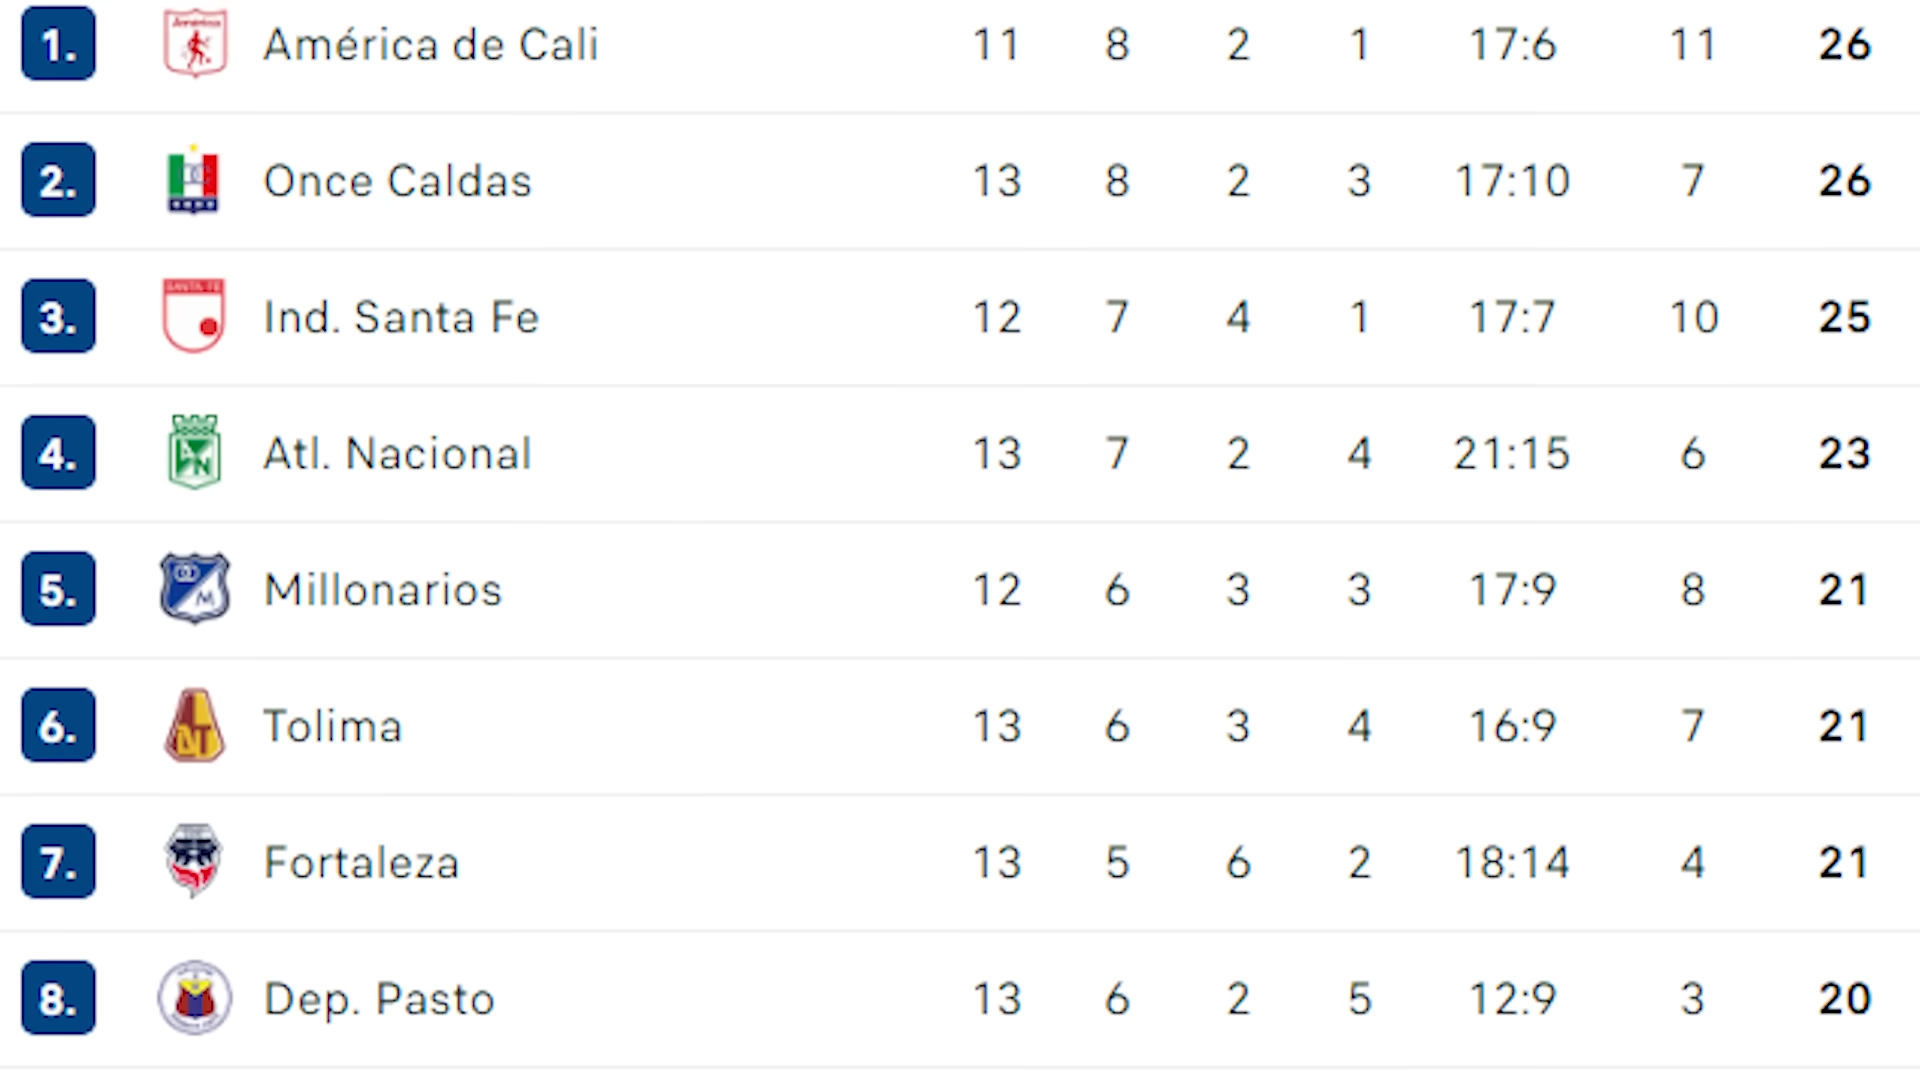 1. América de Cali 11 8 2 1 17:6 11 26
2. Once Caldas 13 8 2 3 17:10 7 26
3. SANTA FE Ind. Santa Fe 12 7 4 1 17:7 10 25
4. Atl. Nacional 13 7 2 4 21:15 6 23
5. M Millonarios 12 6 3 3 17:9 8 21
6. DT Tolima 13 6 3 4 16:9 7 21
7. Fortaleza 13 5 6 2 18:14 4 21
8. Dep. Pasto 13 6 2 5 12:9 3 20